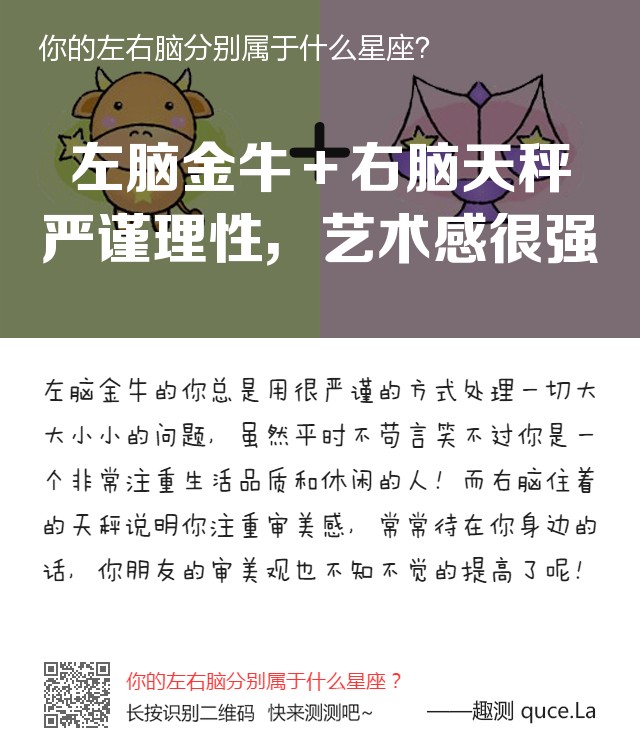 你的左右脑分别属于什么星座?
左脑金牛+右脑天秤
严谨理性，艺术感很强
左脑金牛的你总是用很严谨的方式处理一切大
大小小的问题，虽然平时不苟言笑不过你是一
个非常注重生活品质和休闲的人！而右脑住着
的天秤说明你注重审美感，常常待在你身边的
话，你朋友的审美观也不知不觉的提高了呢！
你的左右脑分别属于什么星座？
长按识别二维码 快来测测吧~
——趣测 quce.La